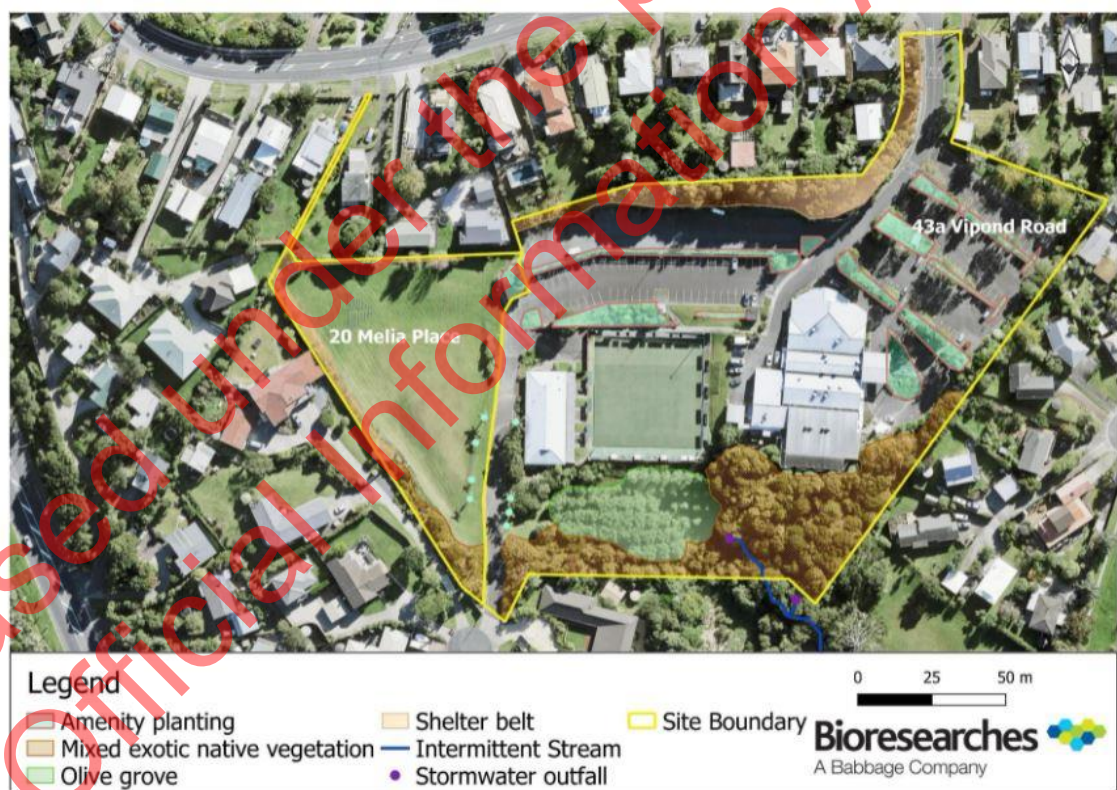 Released under the
Official Information A
43a Vipond Road
20 Melia Place
Legend
Amenity planting
Mixed exotic native vegetation
Olive grove
Shelter belt
Intermittent Stream
Stormwater outfall
Site Boundary
0 25 50 m
Bioresearches
A Babbage Company